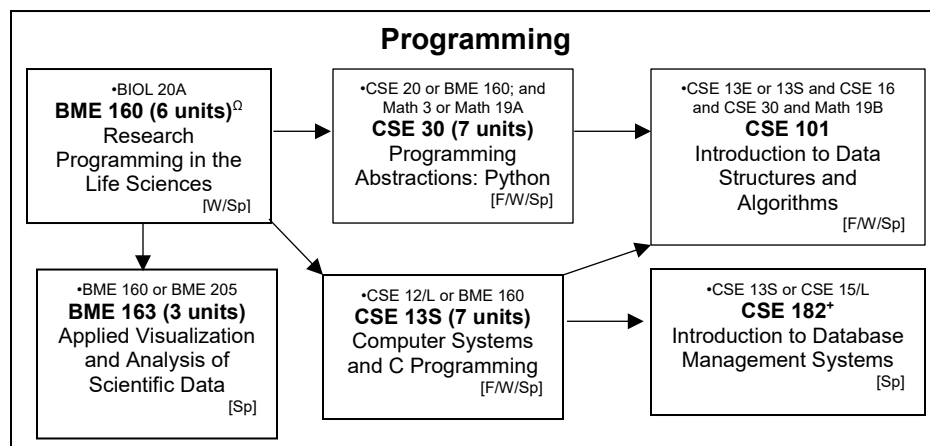 Programming
•BIOL 20A
BME 160 (6 units)Ω
Research
Programming in the
Life Sciences
[W/Sp]
•CSE 20 or BME 160; and
Math 3 or Math 19A
CSE 30 (7 units)
Programming
Abstractions: Python
[F/W/Sp]
•CSE 13E or 13S and CSE 16
and CSE 30 and Math 19B
CSE 101
Introduction to Data
Structures and
Algorithms
[F/W/Sp]
•BME 160 or BME 205
BME 163 (3 units)
Applied Visualization
and Analysis of
Scientific Data
[Sp]
•CSE 12/L or BME 160
CSE 13S (7 units)
Computer Systems
and C Programming
[F/W/Sp]
•CSE 13S or CSE 15/L
CSE 182+
Introduction to Database
Management Systems
[Sp]